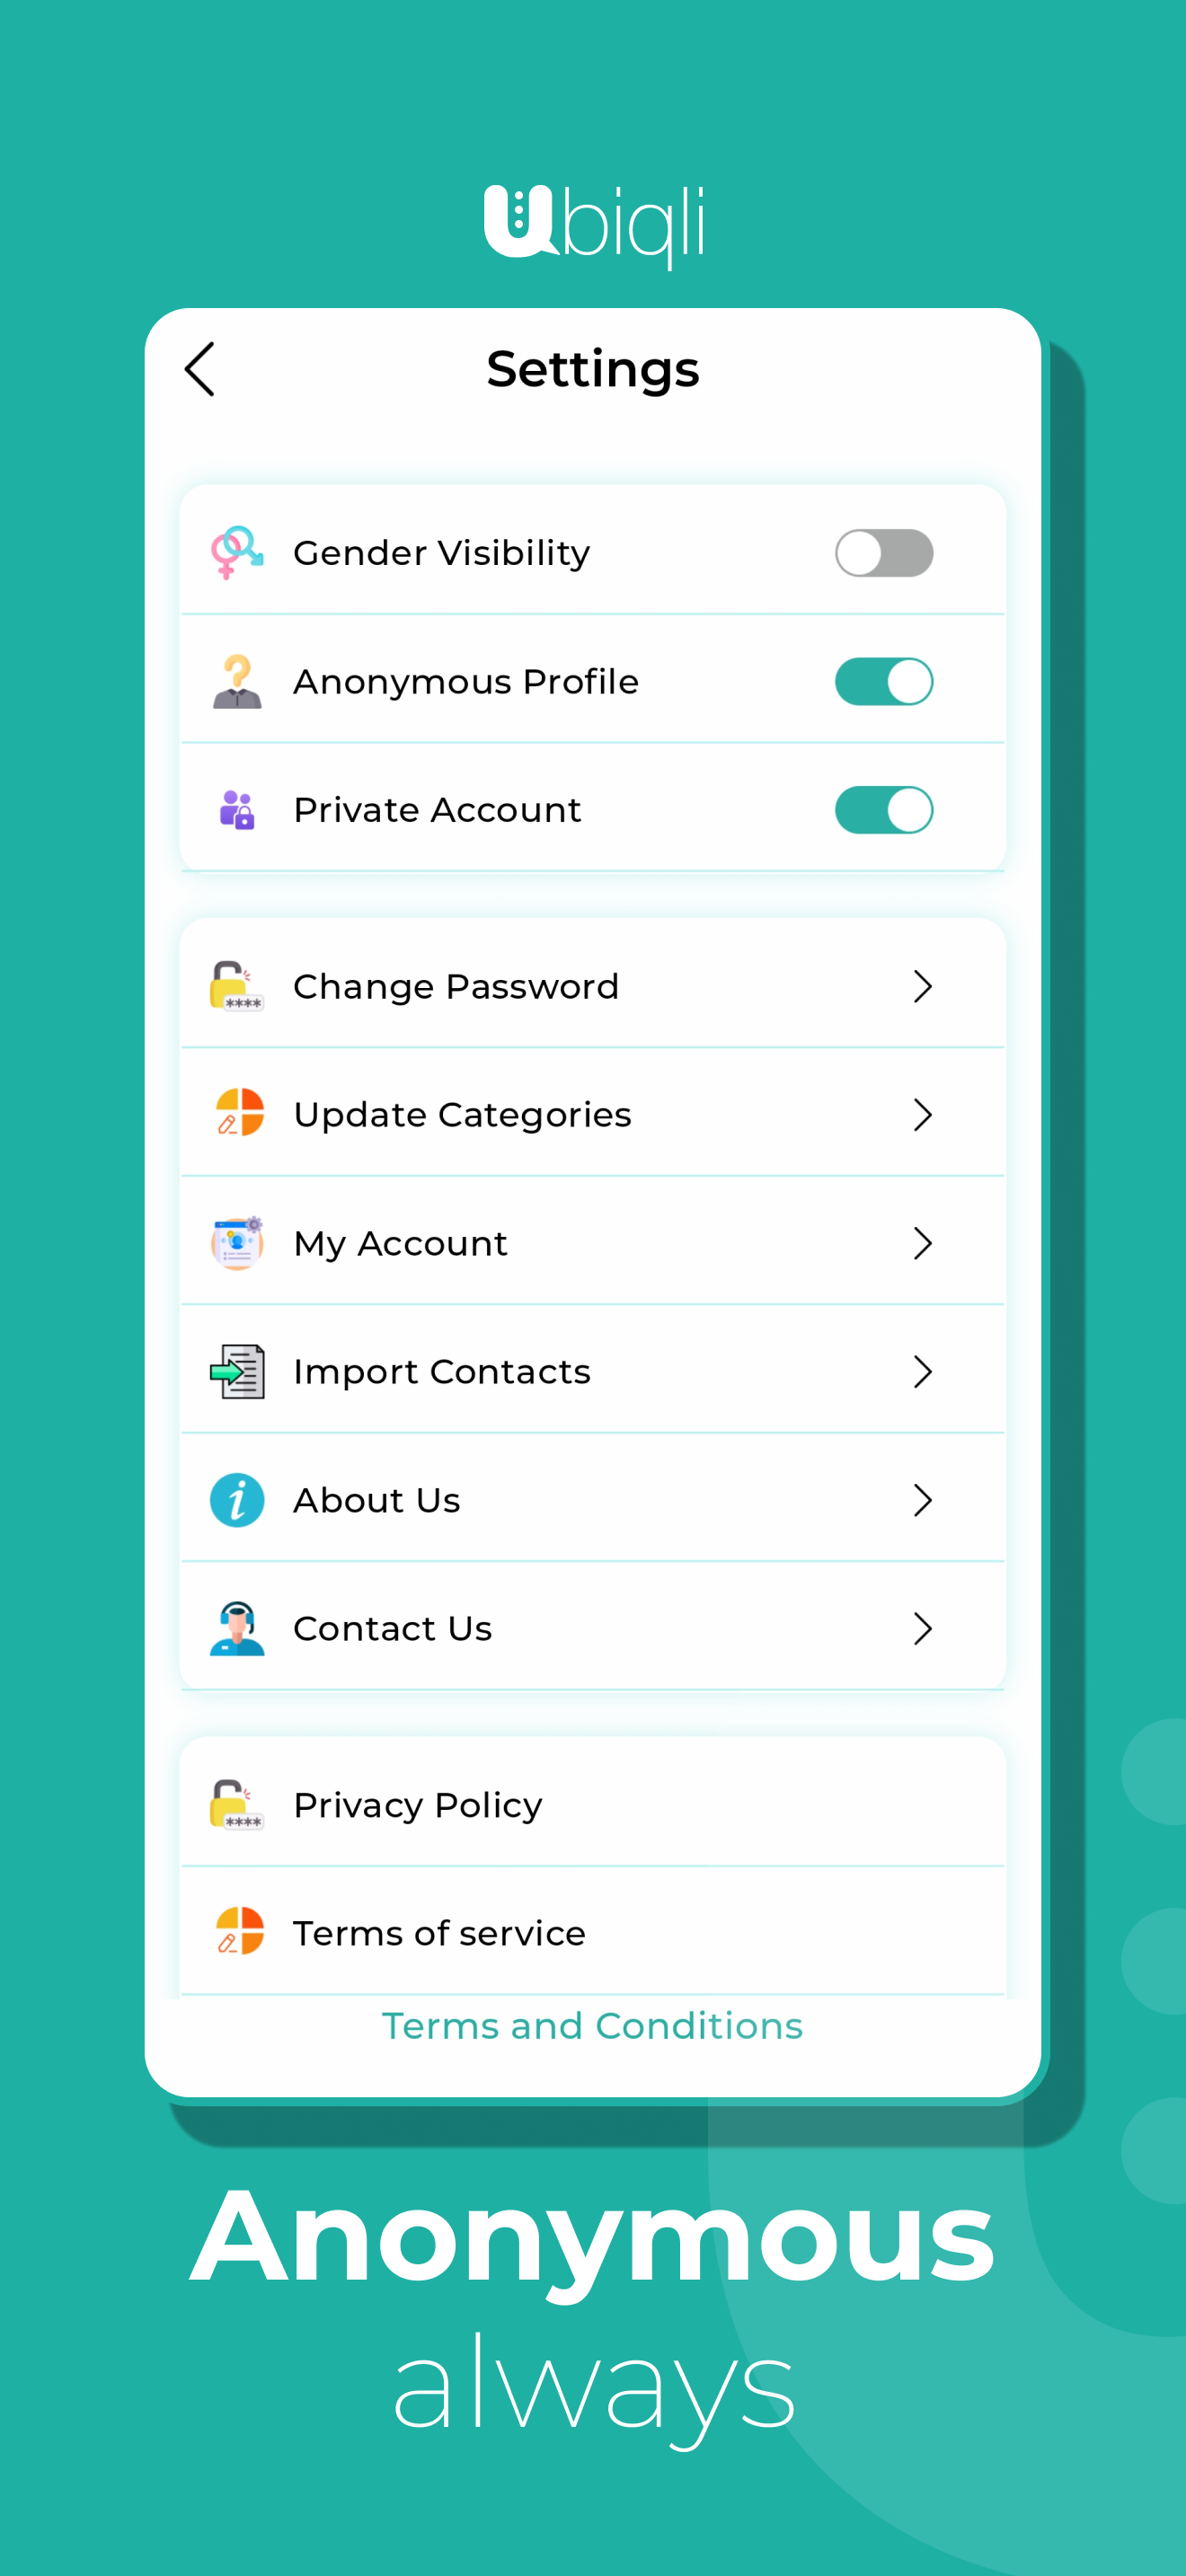 Ubiqli
Settings
Gender Visibility
Anonymous Profile
Private Account
Change Password
Update Categories
My Account
Import Contacts
About Us
Contact Us
Privacy Policy
Terms of service
Terms and Conditions
Anonymous
always